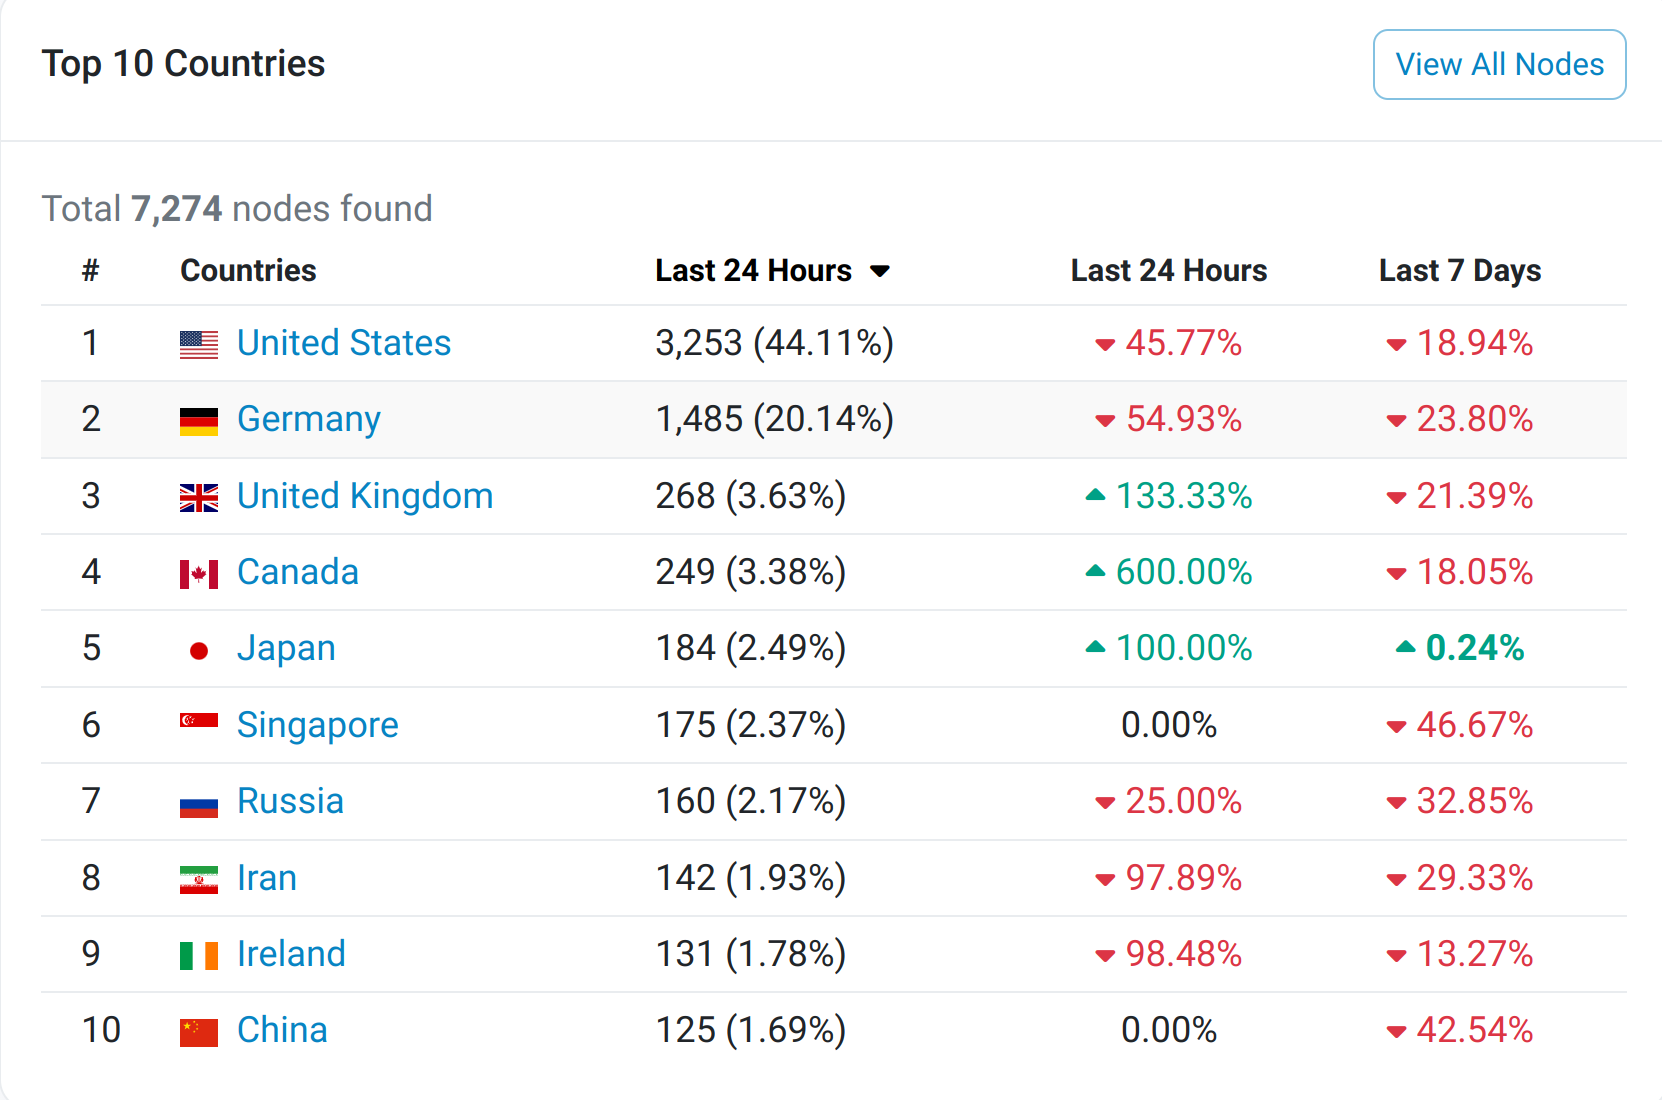 Top 10 Countries
View All Nodes
Total 7,274 nodes found
# Countries Last 24 Hours Last 24 Hours Last 7 Days
1 United States 3,253 (44.11%) 45.77% 18.94%
2 Germany 1,485 (20.14%) 54.93% 23.80%
3 United Kingdom 268 (3.63%) 133.33% 21.39%
4 Canada 249 (3.38%) 600.00% 18.05%
5 Japan 184 (2.49%) 100.00% 0.24%
6 Singapore 175 (2.37%) 0.00% 46.67%
7 Russia 160 (2.17%) 25.00% 32.85%
8 Iran 142 (1.93%) 97.89% 29.33%
9 Ireland 131 (1.78%) 98.48% 13.27%
10 China 125 (1.69%) 0.00% 42.54%